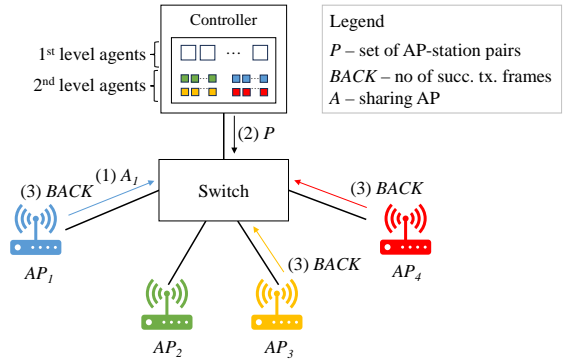 Controller
1st level agents
...
2nd level agents
(2) P
Legend
P – set of AP-station pairs
BACK – no of succ. tx. frames
A – sharing AP
Switch
(1) A1
(3) BACK
AP1
AP2
(3) BACK
AP3
(3) BACK
AP4